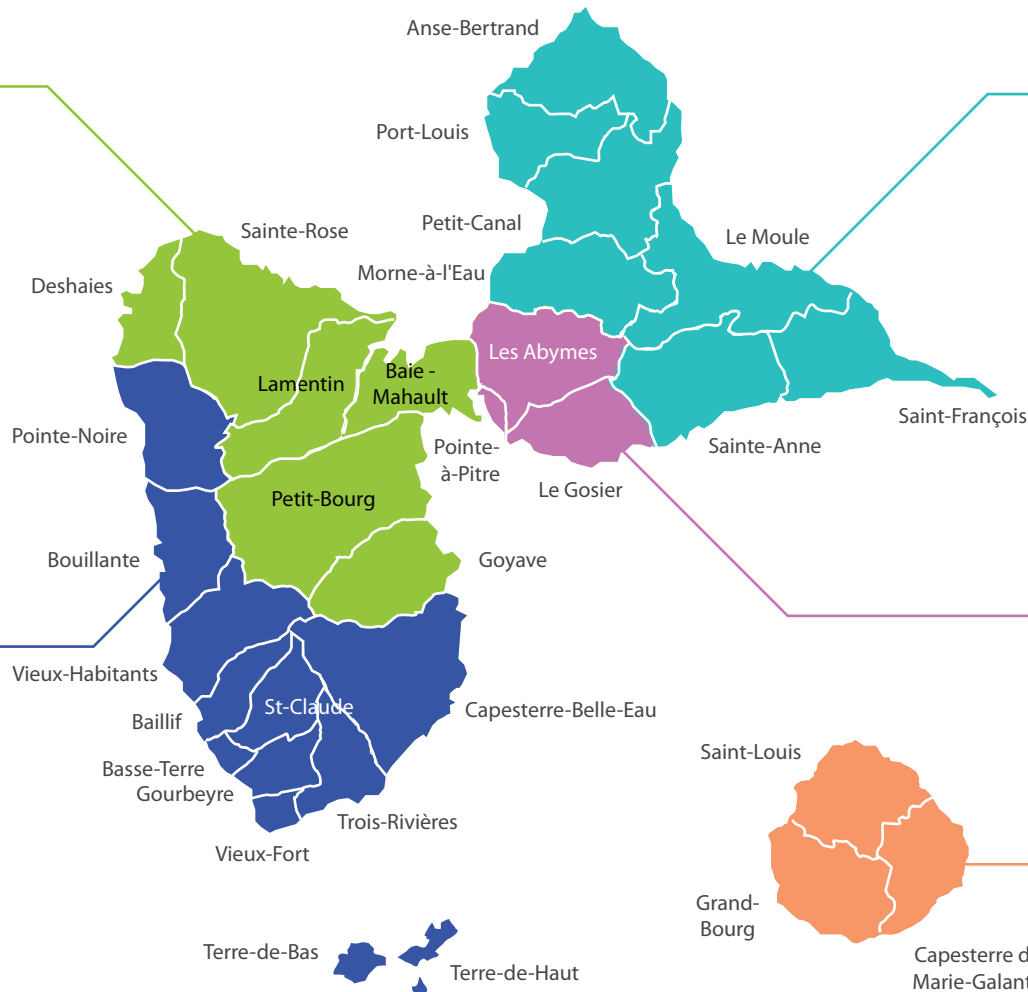 Anse-Bertrand
Port-Louis
Petit-Canal
Sainte-Rose
Le Moule
Morne-à-l'Eau
Deshaies
Les Abymes
Baie -
Mahault
Lamentin
Saint-François
Pointe-Noire
Sainte-Anne
Pointe-
à-Pitre
Le Gosier
Petit-Bourg
Bouillante
Goyave
Vieux-Habitants
St-Claude
Capesterre-Belle-Eau
Baillif
Saint-Louis
Basse-Terre
Gourbeyre
Trois-Rivières
Vieux-Fort
Grand-
Bourg
Terre-de-Bas
Terre-de-Haut
Capesterre d
Marie-Galant